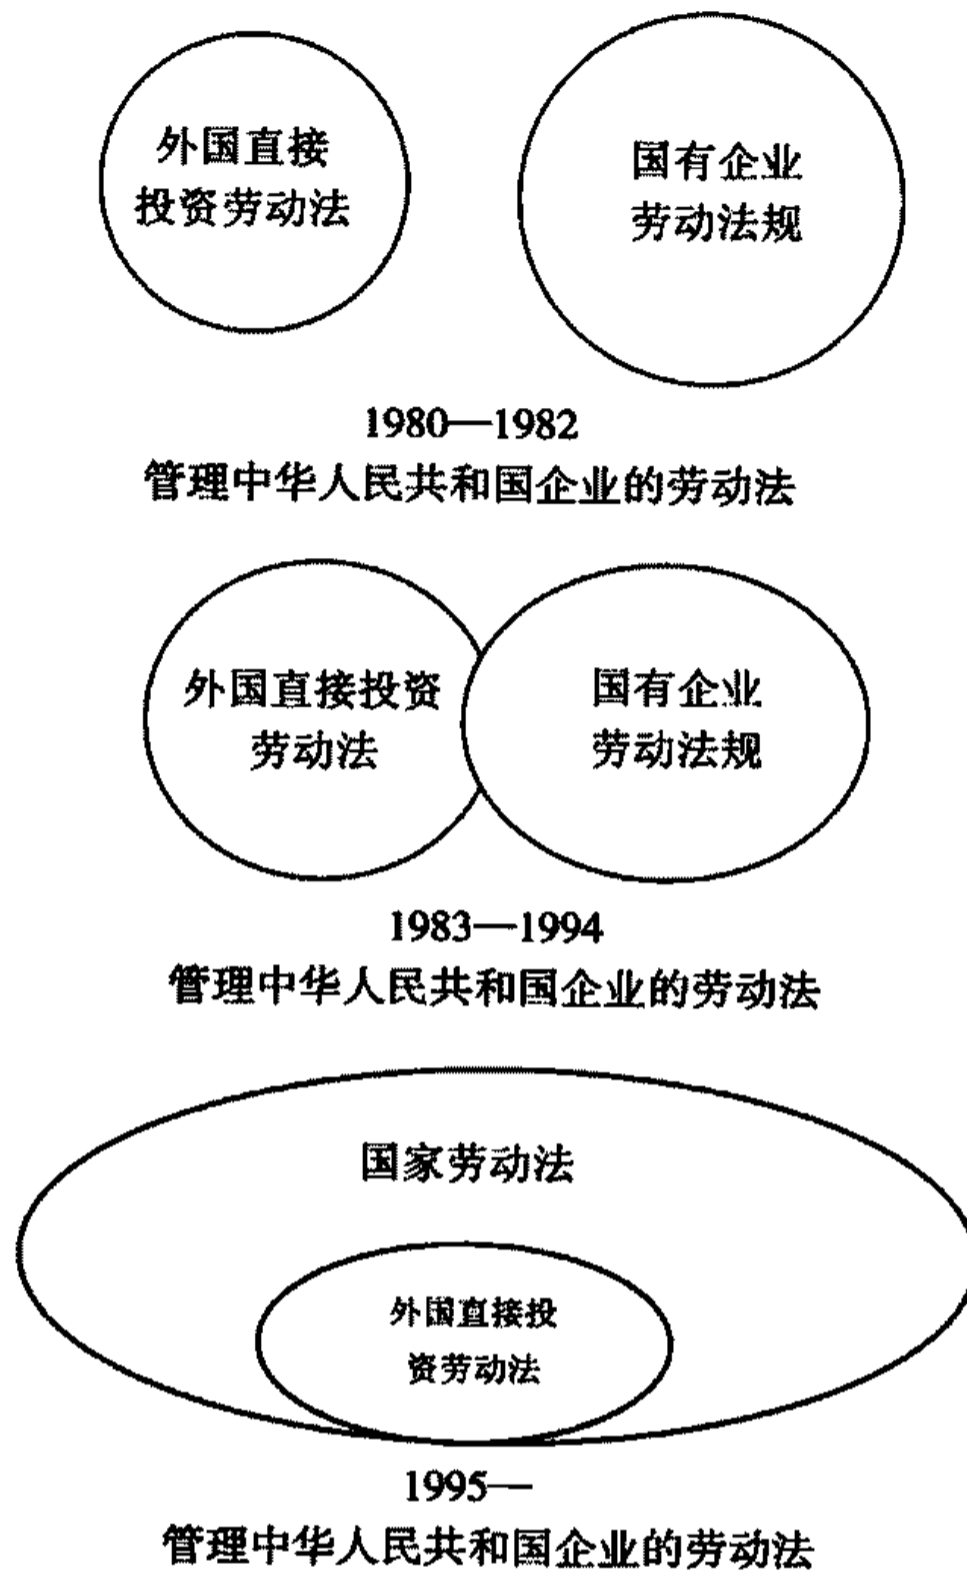 外国直接
投资劳动法
国有企业
劳动法规
1980—1982
管理中华人民共和国企业的劳动法
外国直接投资
劳动法
国有企业
劳动法规
1983—1994
管理中华人民共和国企业的劳动法
国家劳动法
外国直接投
资劳动法
1995—
管理中华人民共和国企业的劳动法